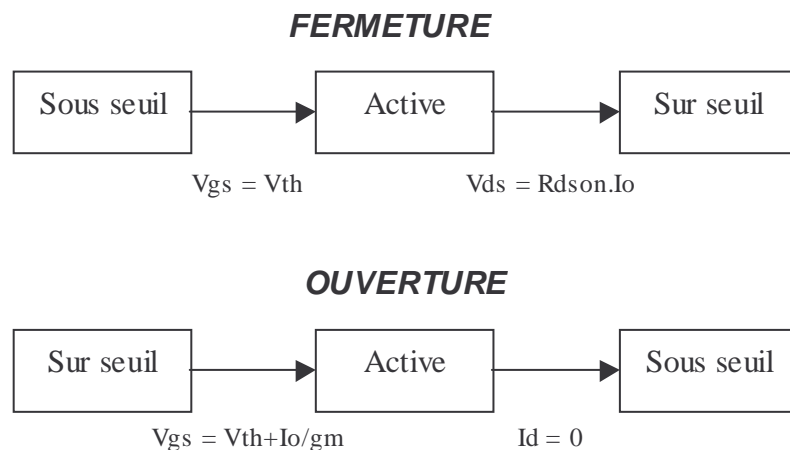 FERMETURE
Sous seuil Active Sur seuil
Vgs = Vth Vds = Rdson.Io
OUVERTURE
Sur seuil Active Sous seuil
Vgs = Vth+Io/gm Id = 0